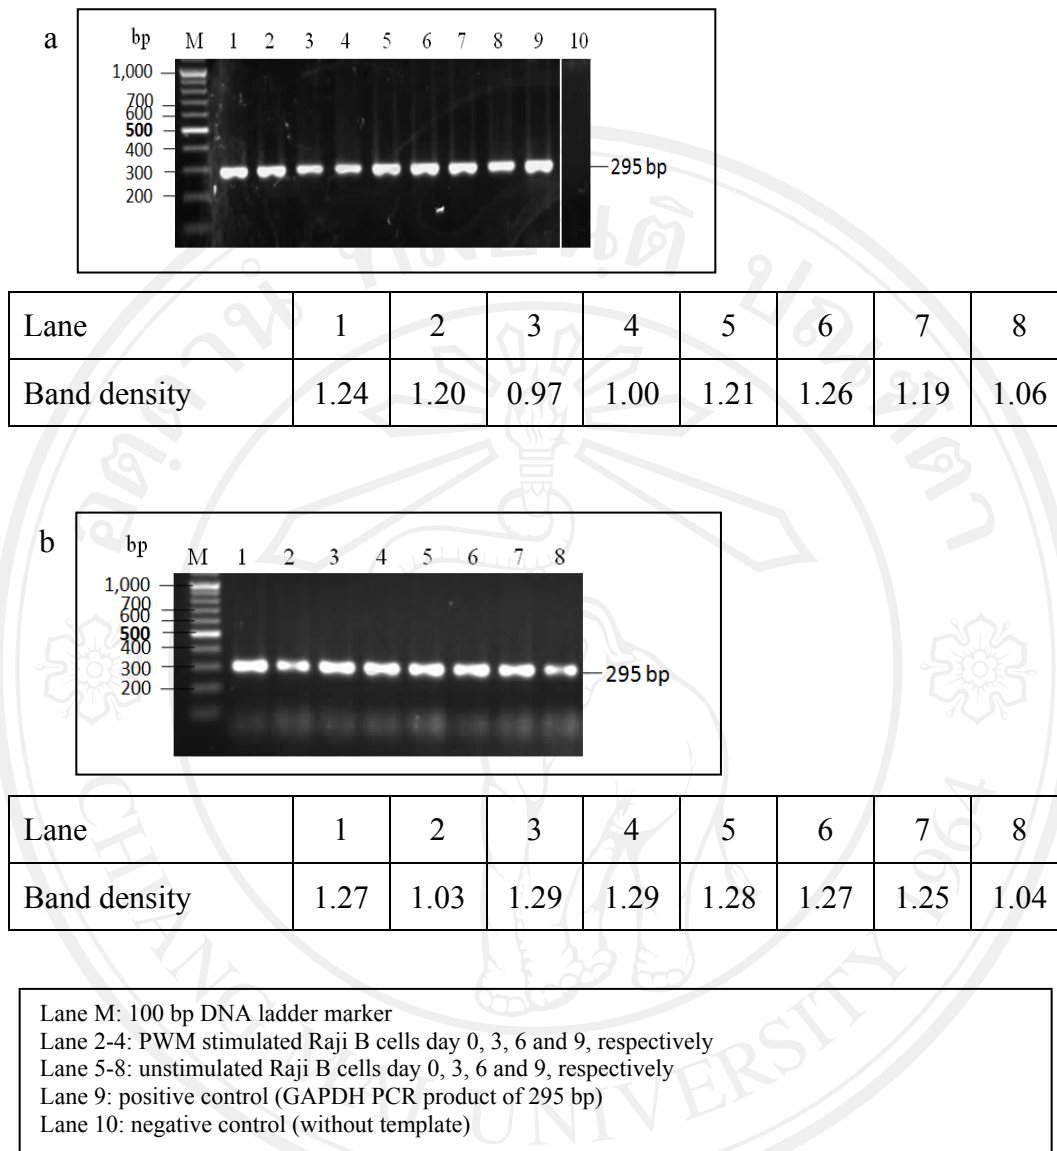 a
bp M 1 2 3 4 5 6 7 8 9 10
1,000
700
600
500
400
300
200
295 bp
Lane 1 2 3 4 5 6 7 8
Band density 1.24 1.20 0.97 1.00 1.21 1.26 1.19 1.06
b
bp M 1 2 3 4 5 6 7 8
1,000
700
600
500
400
300
200
295 bp
Lane 1 2 3 4 5 6 7 8
Band density 1.27 1.03 1.29 1.29 1.28 1.27 1.25 1.04
Lane M: 100 bp DNA ladder marker
Lane 2-4: PWM stimulated Raji B cells day 0, 3, 6 and 9, respectively
Lane 5-8: unstimulated Raji B cells day 0, 3, 6 and 9, respectively
Lane 9: positive control (GAPDH PCR product of 295 bp)
Lane 10: negative control (without template)
CHIANG MAI UNIVERSITY 1964